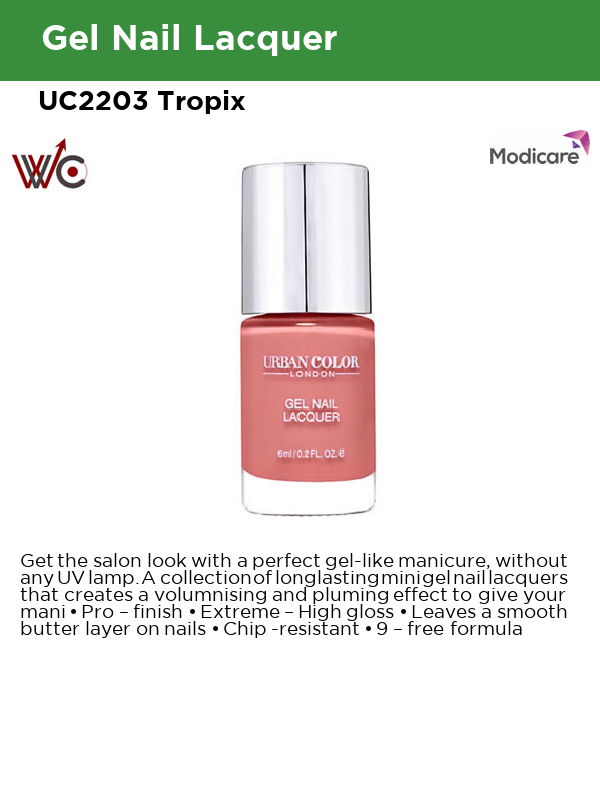 Gel Nail Lacquer
UC2203 Tropix
WC
Modicare
URBAN COLOR
LONDON
GEL NAIL
LACQUER
6ml / 0.2 FL. OZ. e
Get the salon look with a perfect gel-like manicure, without
any UV lamp. A collection of longlasting mini gel nail lacquers
that creates a volumnising and pluming effect to give your
mani • Pro – finish • Extreme – High gloss • Leaves a smooth
butter layer on nails • Chip -resistant • 9 – free formula